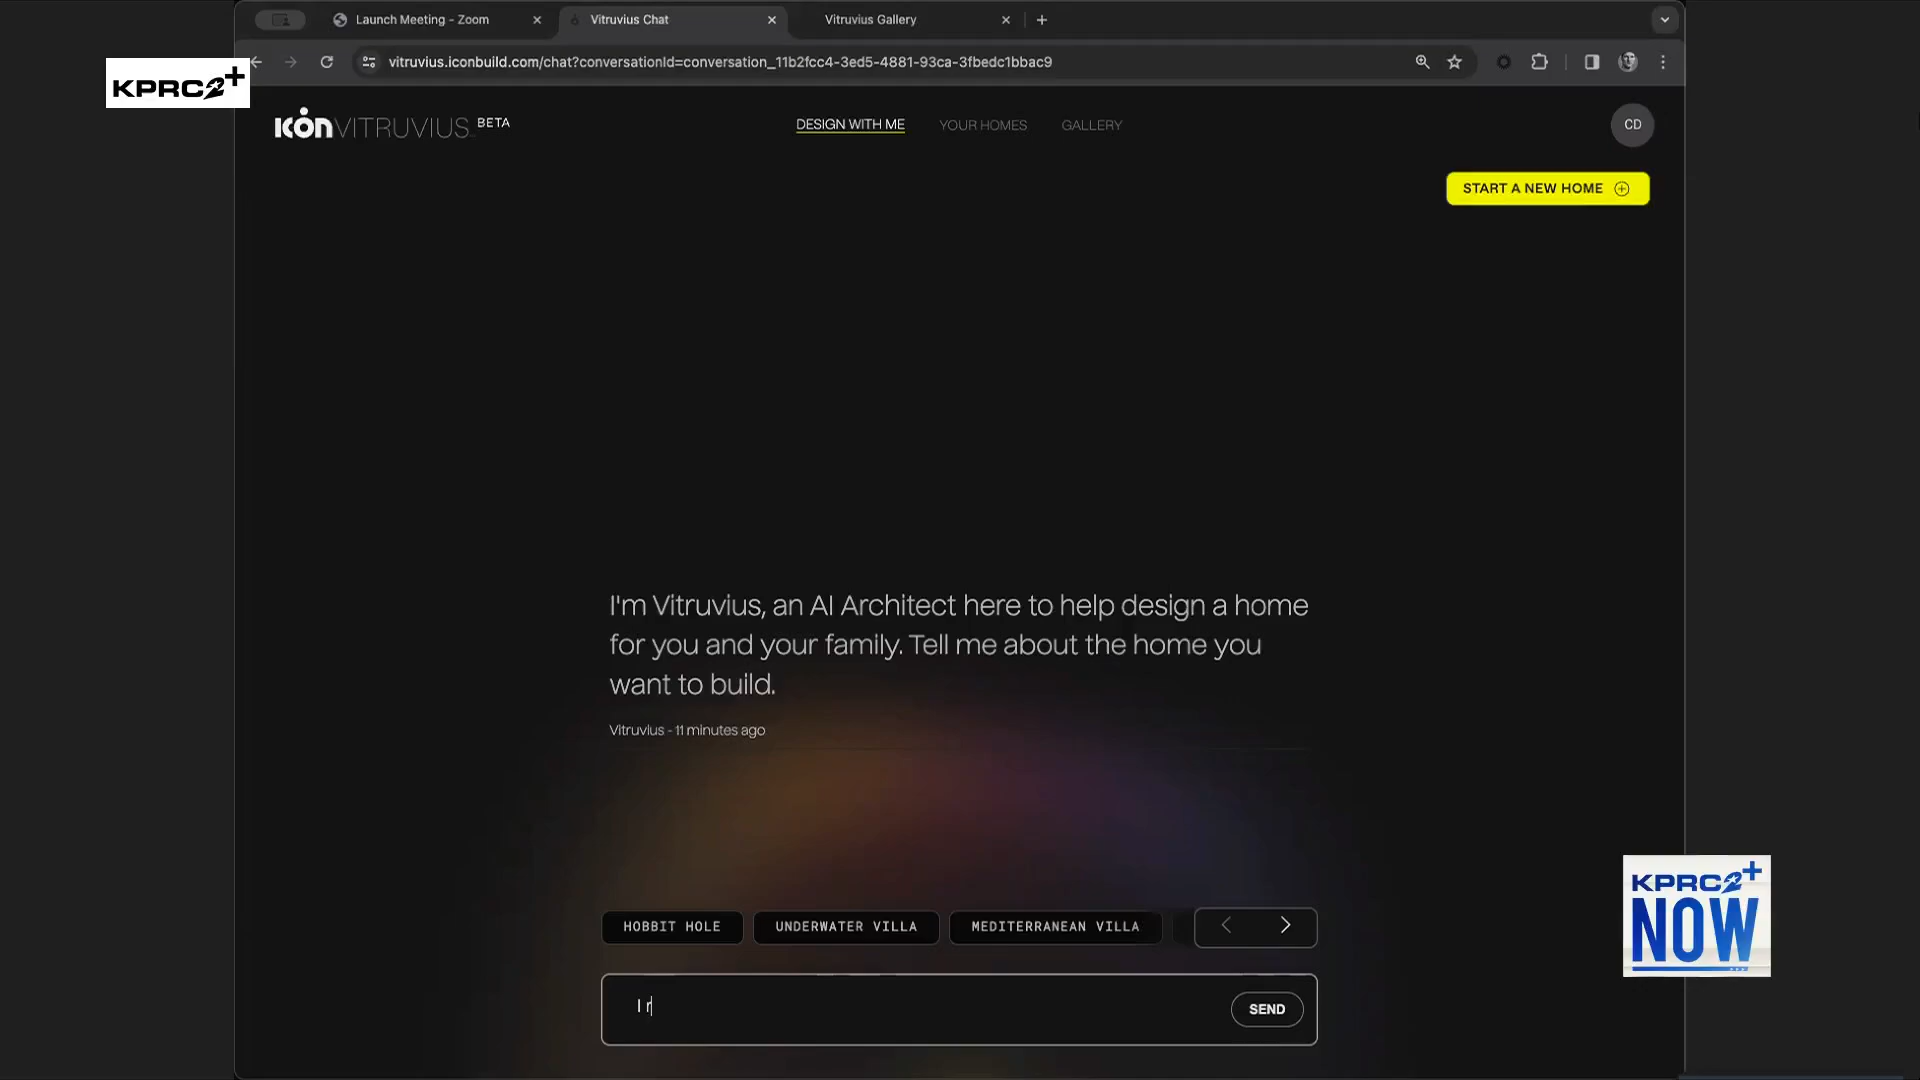 Launch Meeting - Zoom
Vitruvius Chat
Vitruvius Gallery
vitruvius.iconbuild.com/chat?conversationId=conversation_11b2fcc4-3ed5-4881-93ca-3fbedc1bbac9
KPRC2+
ICON VITRUVIUS BETA
DESIGN WITH ME
YOUR HOMES
GALLERY
CD
START A NEW HOME
I'm Vitruvius, an AI Architect here to help design a home
for you and your family. Tell me about the home you
want to build.
Vitruvius - 11 minutes ago
HOBBIT HOLE
UNDERWATER VILLA
MEDITERRANEAN VILLA
I r
SEND
KPRC2+
NOW